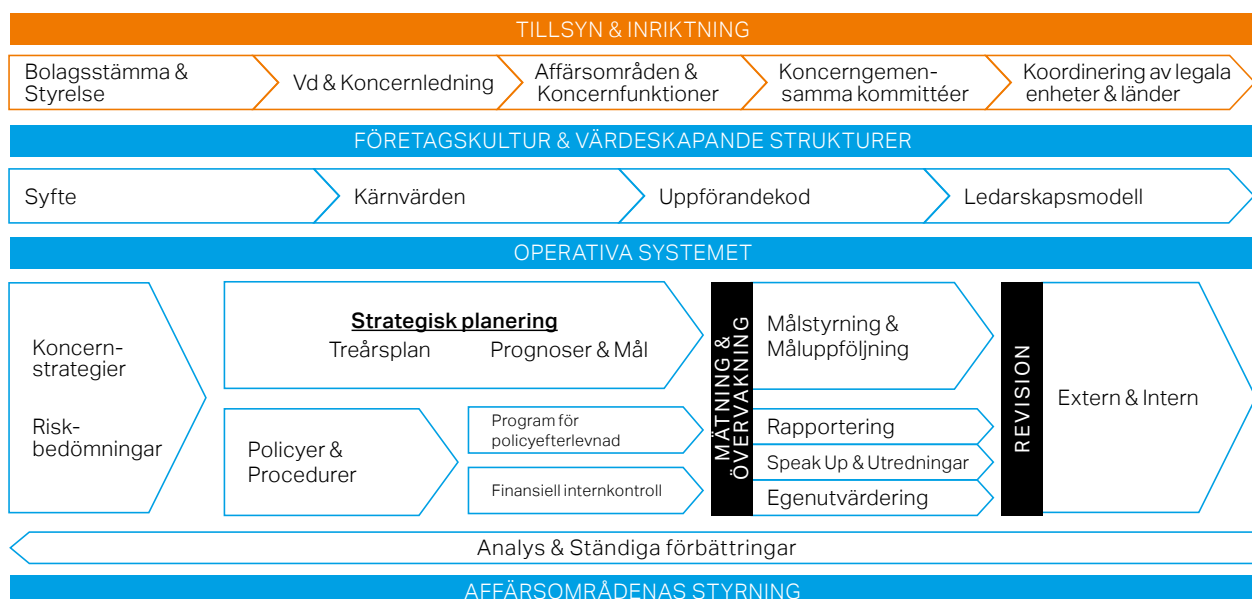 TILLSYN & INRIKTNING
Bolagsstämma &
Styrelse
Vd & Koncernledning
Affärsområden &
Koncernfunktioner
Koncerngemen-
samma kommittéer
Koordinering av legala
enheter & länder
FÖRETAGSKULTUR & VÄRDESKAPANDE STRUKTURER
Syfte
Kärnvärden
Uppförandekod
Ledarskapsmodell
OPERATIVA SYSTEMET
Koncern-
strategier
Risk-
bedömningar
Strategisk planering
Treårsplan
Prognoser & Mål
Policyer &
Procedurer
Program för
policyefterlevnad
Finansiell internkontroll
MÄTNING &
ÖVERVAKNING
Målstyrning &
Måluppföljning
Rapportering
Speak Up & Utredningar
Egenutvärdering
REVISION
Extern & Intern
Analys & Ständiga förbättringar
AFFÄRSOMRÅDENAS STYRNING